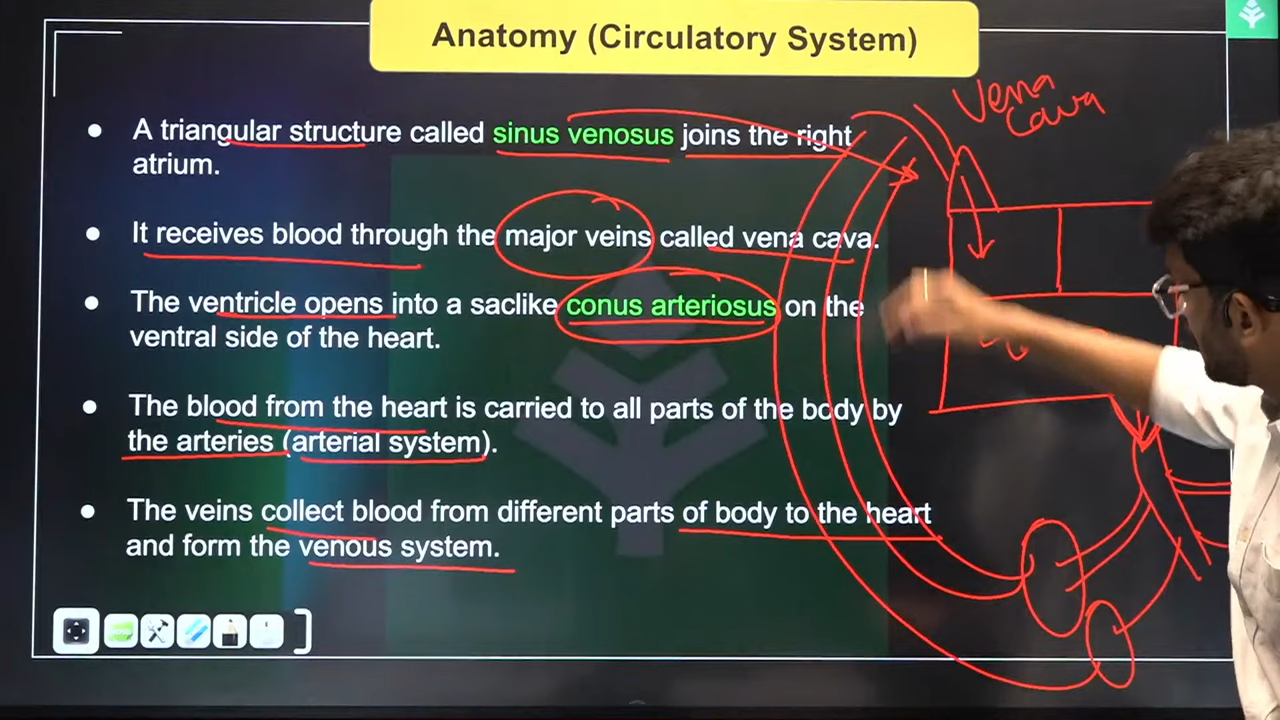 Anatomy (Circulatory System)
Vena
cava
● A triangular structure called sinus venosus joins the right
atrium.
● It receives blood through the major veins called vena cava.
● The ventricle opens into a saclike conus arteriosus on the
ventral side of the heart.
● The blood from the heart is carried to all parts of the body by
the arteries (arterial system).
● The veins collect blood from different parts of body to the heart
and form the venous system.